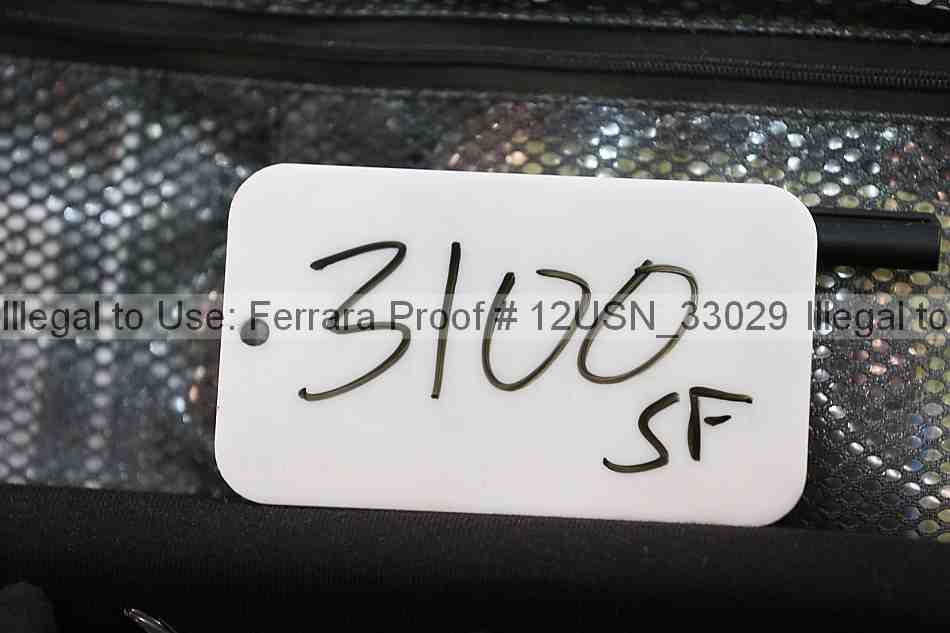 3100
Illegal to Use: Ferrara Proof # 12USN_33029 Illegal to
SF